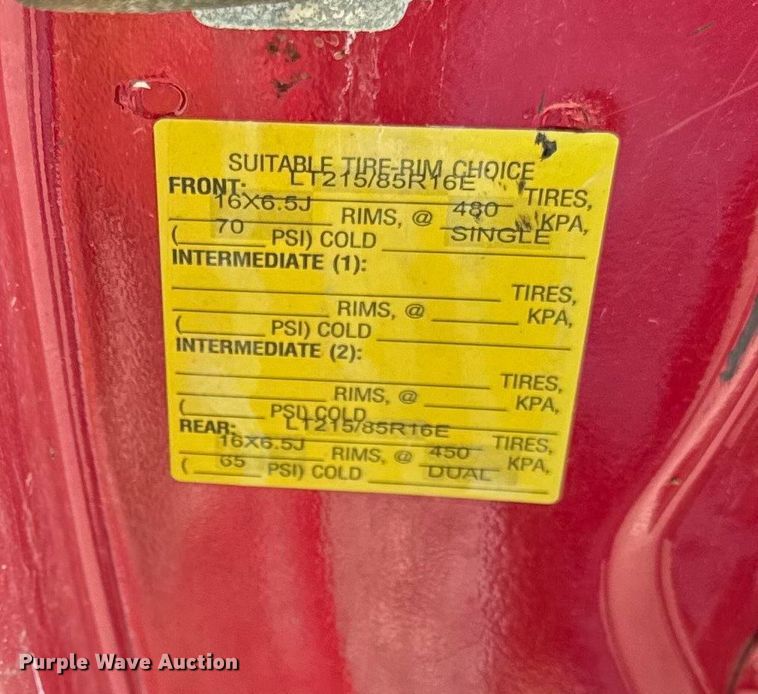 SUITABLE TIRE-RIM CHOICE
FRONT: LT215/85R16E TIRES,
16X6.5J RIMS, @ 480 KPA,
( 70 PSI) COLD SINGLE
INTERMEDIATE (1):
TIRES,
RIMS, @ KPA,
( PSI) COLD
INTERMEDIATE (2):
TIRES,
RIMS, @ KPA,
( PSI) COLD
REAR: LT215/85R16E TIRES,
16X6.5J RIMS, @ 450 KPA,
( 65 PSI) COLD DUAL
Purple Wave Auction